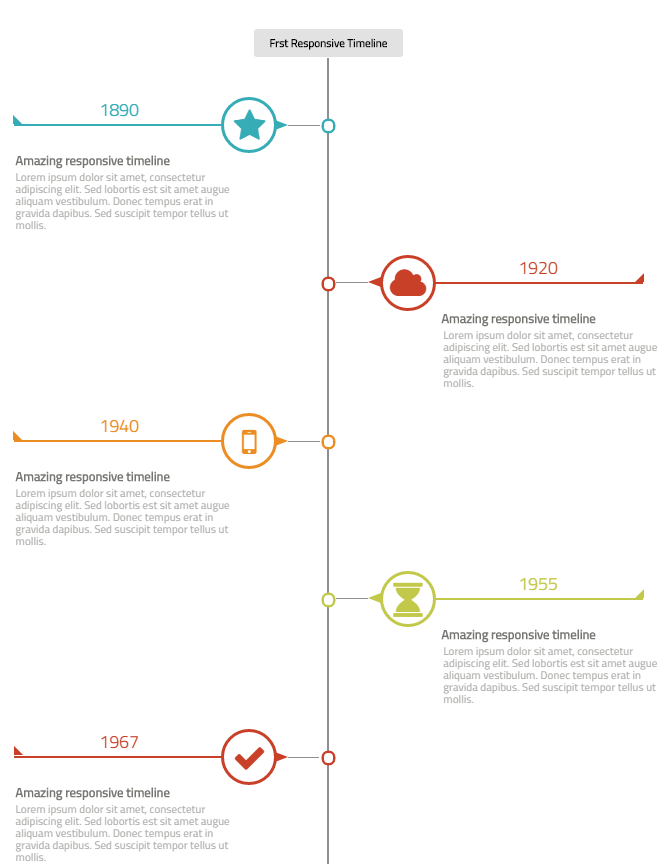 Frst Responsive Timeline
1890
Amazing responsive timeline
Lorem ipsum dolor sit amet, consectetur
adipiscing elit. Sed lobortis est sit amet augue
aliquam vestibulum. Donec tempus erat in
gravida dapibus. Sed suscipit tempor tellus ut
mollis.
1920
Amazing responsive timeline
Lorem ipsum dolor sit amet, consectetur
adipiscing elit. Sed lobortis est sit amet augue
aliquam vestibulum. Donec tempus erat in
gravida dapibus. Sed suscipit tempor tellus ut
mollis.
1940
Amazing responsive timeline
Lorem ipsum dolor sit amet, consectetur
adipiscing elit. Sed lobortis est sit amet augue
aliquam vestibulum. Donec tempus erat in
gravida dapibus. Sed suscipit tempor tellus ut
mollis.
1955
Amazing responsive timeline
Lorem ipsum dolor sit amet, consectetur
adipiscing elit. Sed lobortis est sit amet augue
aliquam vestibulum. Donec tempus erat in
gravida dapibus. Sed suscipit tempor tellus ut
mollis.
1967
Amazing responsive timeline
Lorem ipsum dolor sit amet, consectetur
adipiscing elit. Sed lobortis est sit amet augue
aliquam vestibulum. Donec tempus erat in
gravida dapibus. Sed suscipit tempor tellus ut
mollis.